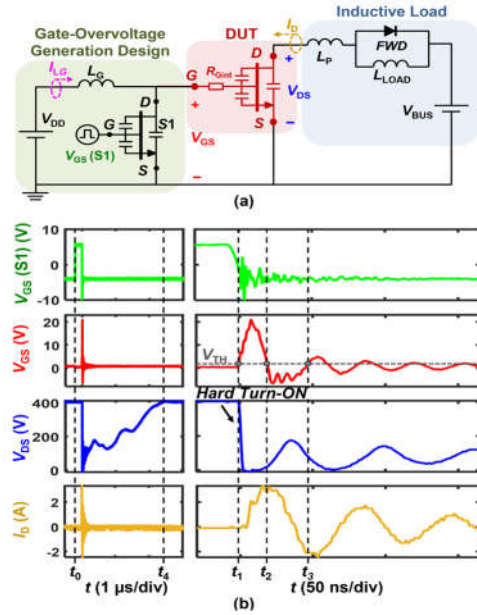 Gate-Overvoltage
Generation Design
DUT
Inductive Load
I_LG
L_G
G
R_Gint
D
I_D
L_P
FWD
L_LOAD
V_DD
G
D
S1
V_GS (S1)
S
V_GS
V_DS
S
V_BUS
+
−
+
−
(a)
V_GS (S1) (V)
10
0
-10
V_GS (V)
20
10
0
V_TH
V_DS (V)
400
200
0
Hard Turn-ON
I_D (A)
2
0
-2
t_0
t_4
t_1
t_2
t_3
t (1 µs/div)
t (50 ns/div)
(b)